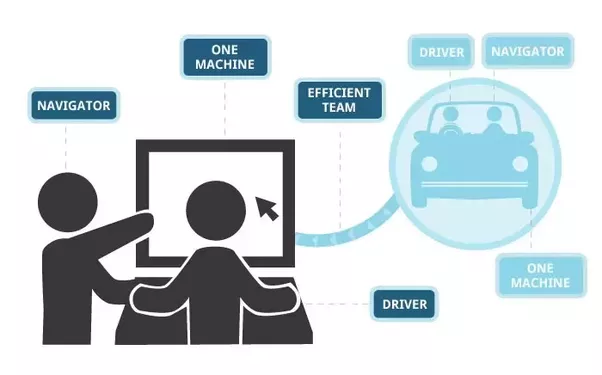 ONE
MACHINE
DRIVER
NAVIGATOR
EFFICIENT
TEAM
NAVIGATOR
ONE
MACHINE
DRIVER